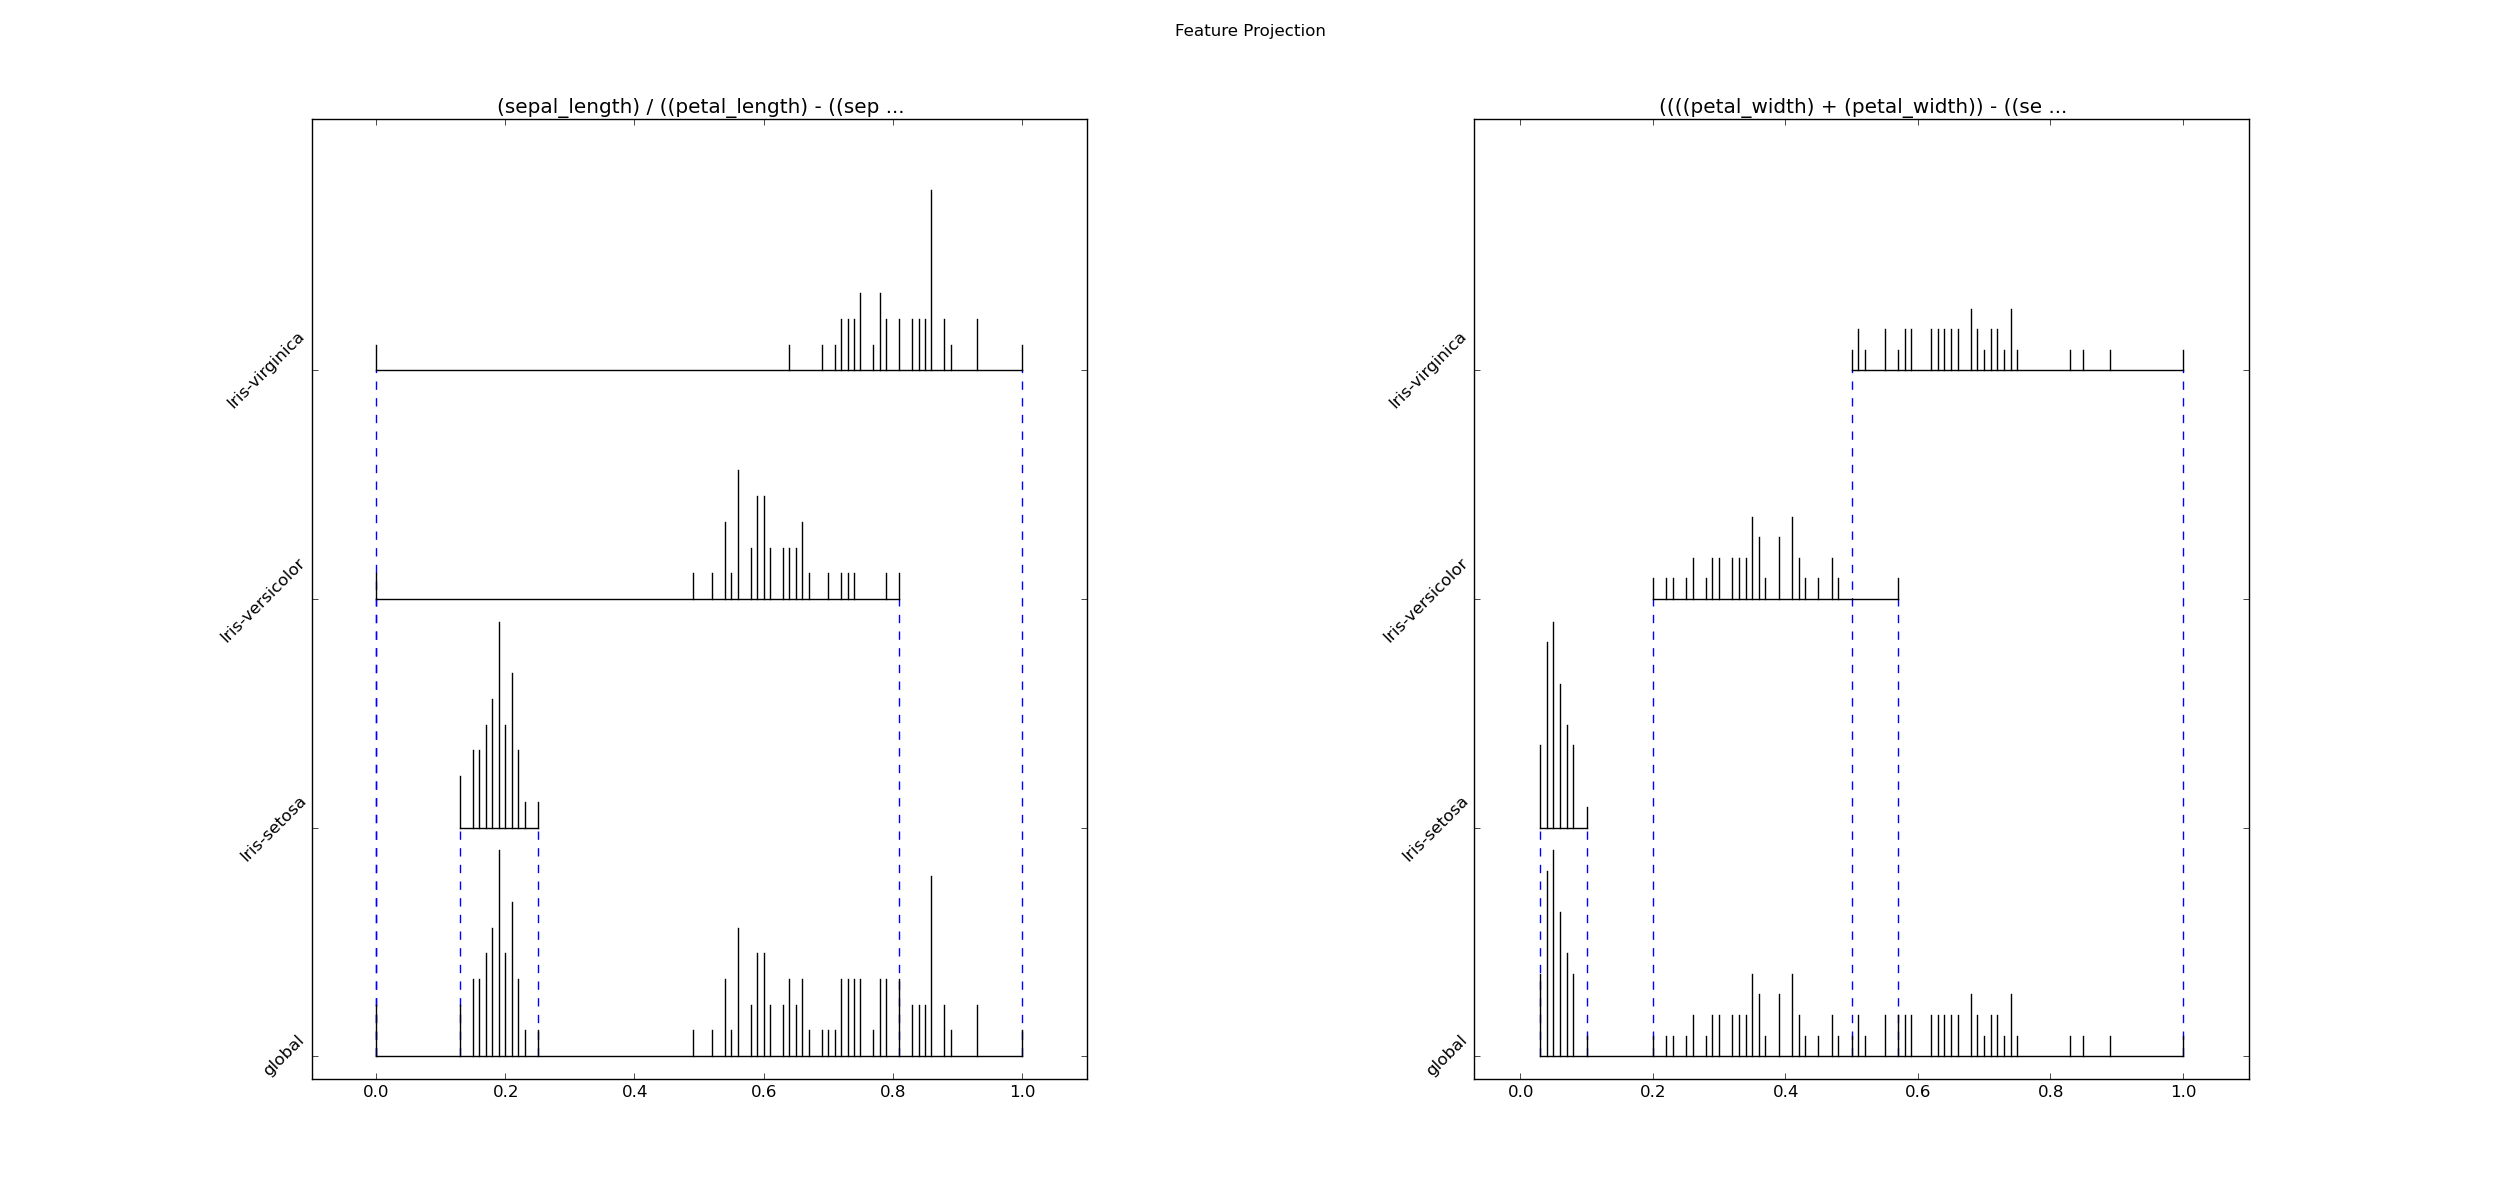 Feature Projection
(sepal_length) / ((petal_length) - ((sep ...
Iris-virginica
Iris-versicolor
Iris-setosa
global
0.0 0.2 0.4 0.6 0.8 1.0
((((petal_width) + (petal_width)) - ((se ...
Iris-virginica
Iris-versicolor
Iris-setosa
global
0.0 0.2 0.4 0.6 0.8 1.0